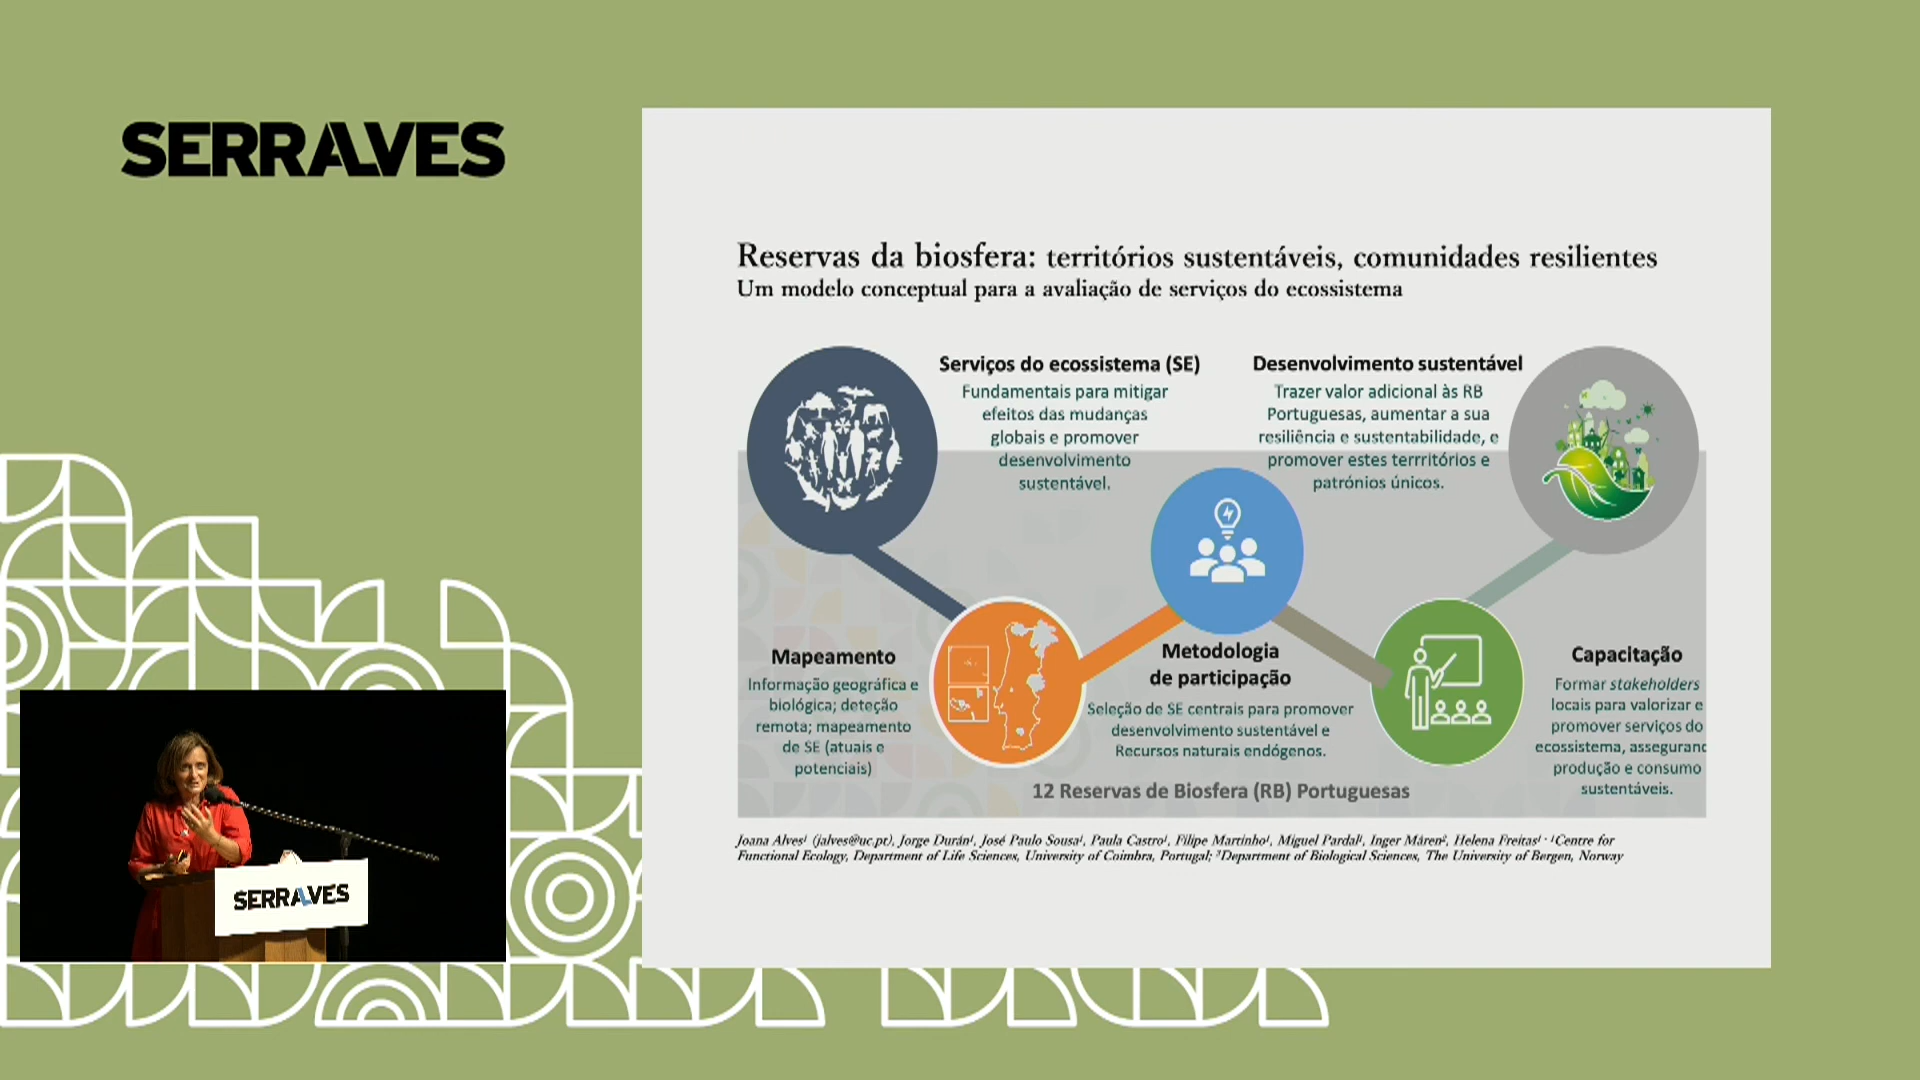 SERRALVES
Reservas da biosfera: territórios sustentáveis, comunidades resilientes
Um modelo conceptual para a avaliação de serviços do ecossistema
Serviços do ecossistema (SE)
Fundamentais para mitigar
efeitos das mudanças
globais e promover
desenvolvimento
sustentável.
Desenvolvimento sustentável
Trazer valor adicional às RB
Portuguesas, aumentar a sua
resiliência e sustentabilidade, e
promover estes terrritórios e
patrónios únicos.
Mapeamento
Informação geográfica e
biológica; deteção
remota; mapeamento
de SE (atuais e
potenciais)
Metodologia
de participação
Seleção de SE centrais para promover
desenvolvimento sustentável e
Recursos naturais endógenos.
Capacitação
Formar stakeholders
locais para valorizar e
promover serviços do
ecossistema, asseguranc
produção e consumo
sustentáveis.
12 Reservas de Biosfera (RB) Portuguesas
Joana Alves¹ (jalves@uc.pt), Jorge Durán¹, José Paulo Sousa¹, Paula Castro¹, Filipe Martinho¹, Miguel Pardal¹, Inger Måren², Helena Freitas¹ · ¹Centre for
Functional Ecology, Department of Life Sciences, University of Coimbra, Portugal; ²Department of Biological Sciences, The University of Bergen, Norway
SERRALVES